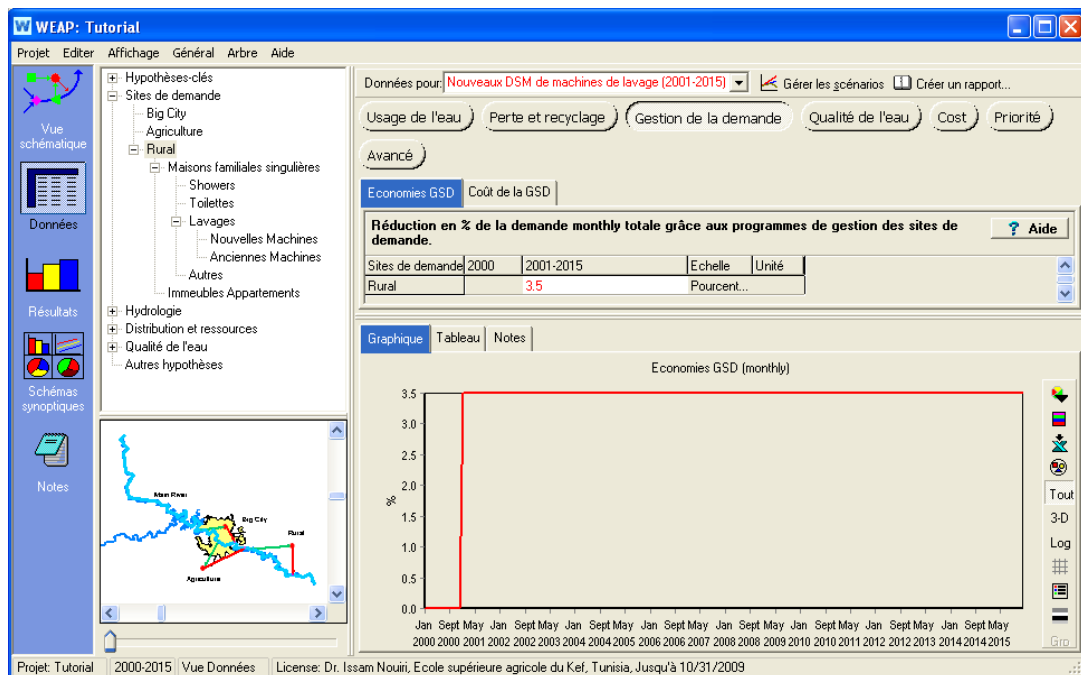 WEAP: Tutorial
Projet Editer Affichage Général Arbre Aide
Vue schématique
Données
Résultats
Schémas synoptiques
Notes
Hypothèses-clés
Sites de demande
Big City
Agriculture
Rural
Maisons familiales singulières
Showers
Toilettes
Lavages
Nouvelles Machines
Anciennes Machines
Autres
Immeubles Appartements
Hydrologie
Distribution et ressources
Qualité de l'eau
Autres hypothèses
Main River
Big City
Rural
Agriculture
Données pour: Nouveaux DSM de machines de lavage (2001-2015) Gérer les scénarios Créer un rapport...
Usage de l'eau Perte et recyclage Gestion de la demande Qualité de l'eau Cost Priorité
Avancé
Economies GSD Coût de la GSD
Réduction en % de la demande monthly totale grâce aux programmes de gestion des sites de
demande.
? Aide
Sites de demande 2000 2001-2015 Echelle Unité
Rural 3.5 Pourcent...
Graphique Tableau Notes
Economies GSD (monthly)
3.5
3.0
2.5
2.0
1.5
1.0
0.5
0.0
%
Jan Sept May Jan Sept May Jan Sept May Jan Sept May Jan Sept May Jan Sept May Jan Sept May Jan Sept May
2000 2000 2001 2002 2002 2003 2004 2004 2005 2006 2006 2007 2008 2008 2009 2010 2010 2011 2012 2012 2013 2014 2014 2015
Tout
3-D
Log
Gro
Projet: Tutorial 2000-2015 Vue Données License: Dr. Issam Nouiri, Ecole supérieure agricole du Kef, Tunisia, Jusqu'à 10/31/2009